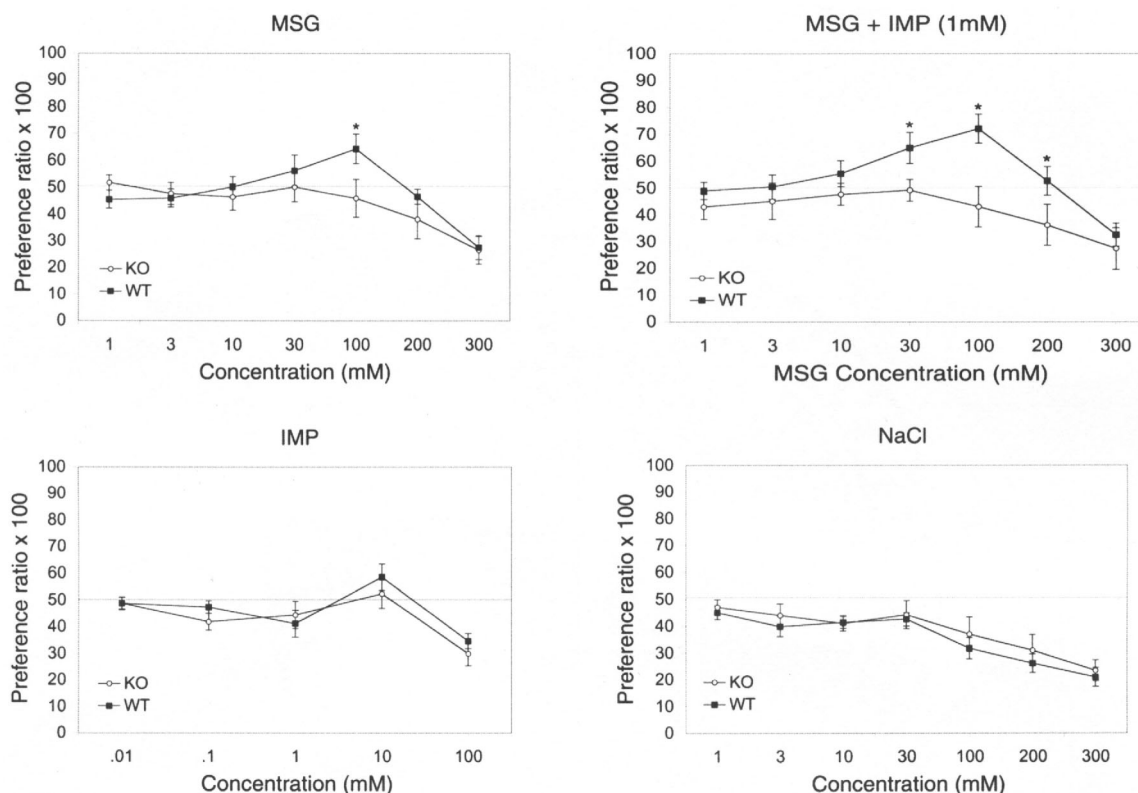 MSG
Preference ratio x 100
100
90
80
70
60
50
40
30
20
10
0
*
KO
WT
1 3 10 30 100 200 300
Concentration (mM)
MSG + IMP (1mM)
Preference ratio x 100
100
90
80
70
60
50
40
30
20
10
0
* * *
KO
WT
1 3 10 30 100 200 300
MSG Concentration (mM)
IMP
Preference ratio x 100
100
90
80
70
60
50
40
30
20
10
0
KO
WT
.01 .1 1 10 100
Concentration (mM)
NaCl
Preference ratio x 100
100
90
80
70
60
50
40
30
20
10
0
KO
WT
1 3 10 30 100 200 300
Concentration (mM)